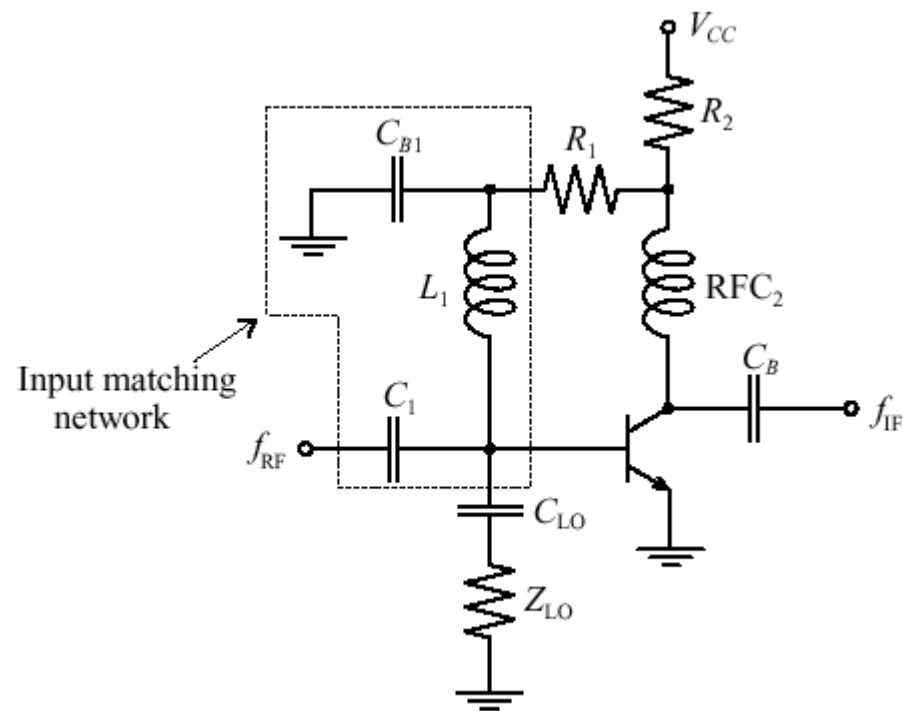 V_CC
R_2
C_B1
R_1
L_1
RFC_2
Input matching
network
C_1
C_B
f_RF
f_IF
C_LO
Z_LO